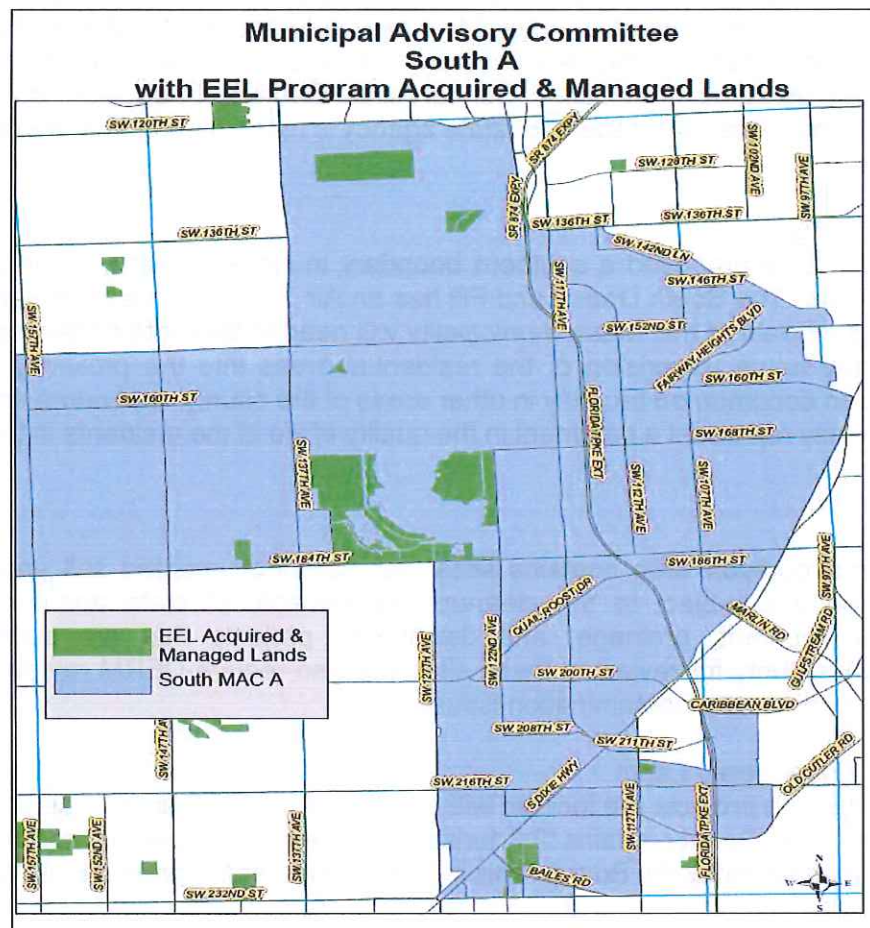 Municipal Advisory Committee
South A
with EEL Program Acquired & Managed Lands
SW 120TH ST
SR 874 EXPY
SW 102ND AVE
SW 97TH AVE
SW 128TH ST
SW 136TH ST
SR 874 EXPY
SW 136TH ST
SW 136TH ST
SW 142ND LN
SW 146TH ST
SW 157TH AVE
SW 117TH AVE
SW 152ND ST
FAIRWAY HEIGHTS BLVD
SW 160TH ST
SW 160TH ST
FLORIDA TPKE EXT
SW 168TH ST
SW 137TH AVE
SW 112TH AVE
SW 107TH AVE
SW 184TH ST
SW 186TH ST
SW 97TH AVE
QUAIL ROOST DR
MARLIN RD
GULFSTREAM RD
EEL Acquired &
Managed Lands
South MAC A
SW 127TH AVE
SW 122ND AVE
SW 200TH ST
CARIBBEAN BLVD
SW 147TH AVE
SW 208TH ST
SW 211TH ST
OLD CUTLER RD
SW 216TH ST
S DIXIE HWY
SW 157TH AVE
SW 152ND AVE
SW 137TH AVE
SW 112TH AVE
FLORIDA TPKE EXT
SW 232ND ST
BAILES RD
N
W E
S